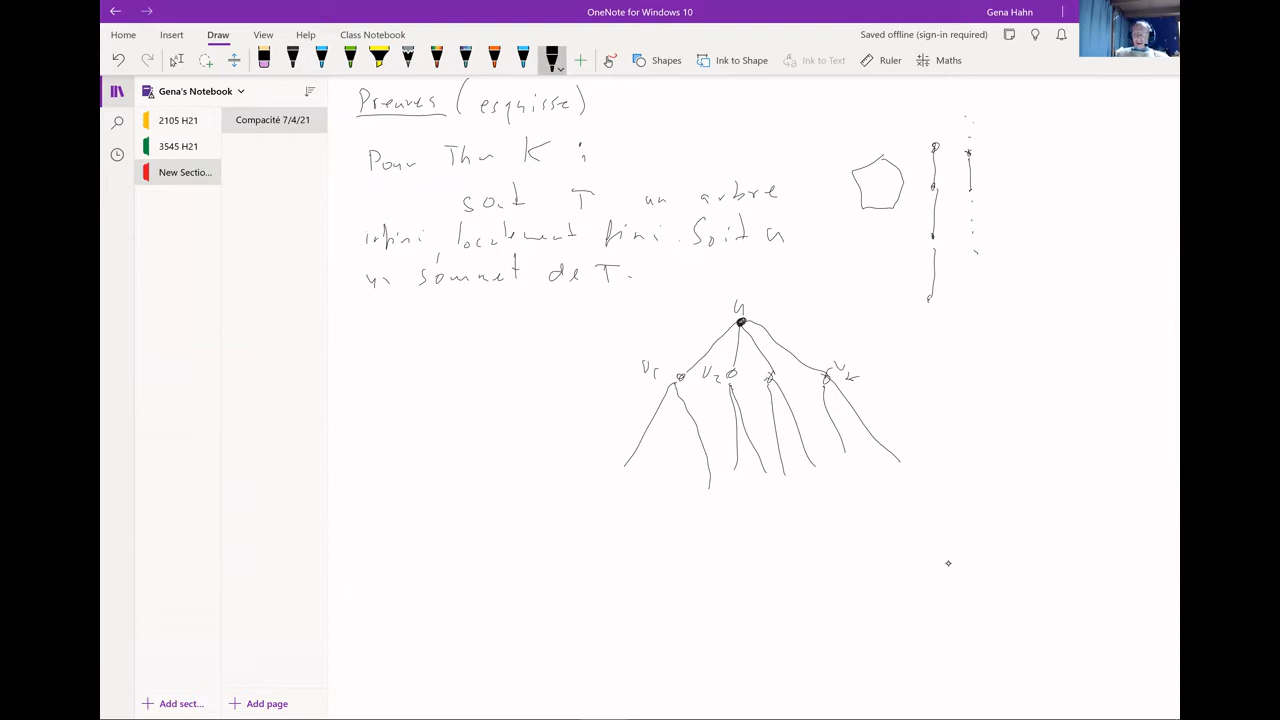 OneNote for Windows 10
Gena Hahn
Home Insert Draw View Help Class Notebook
Saved offline (sign-in required)
Shapes Ink to Shape Ink to Text Ruler Maths
Gena's Notebook
2105 H21
3545 H21
New Sectio...
Compacité 7/4/21
Preuves (esquisse)
Pour Thm K :
soit T un arbre
infini, localement fini. Soit u
un sommet de T.
u
v1 v2 vk
Add sect...
Add page